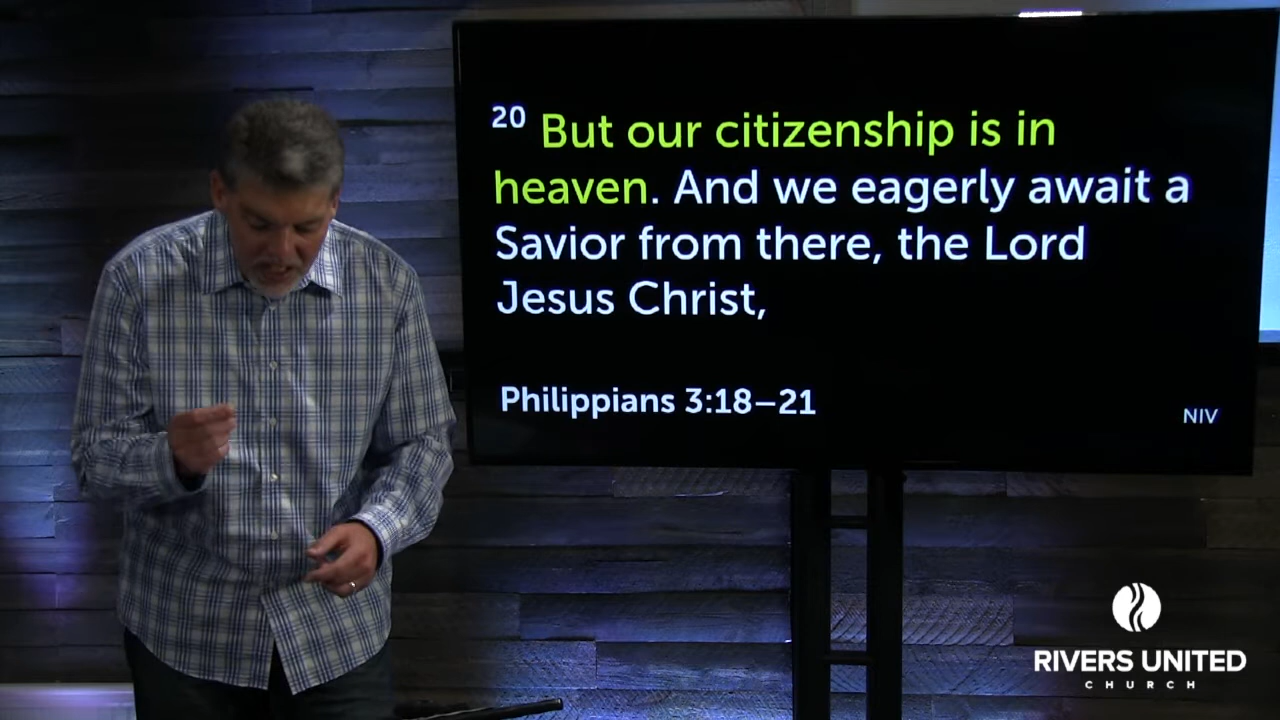 20 But our citizenship is in
heaven. And we eagerly await a
Savior from there, the Lord
Jesus Christ,
Philippians 3:18–21
NIV
RIVERS UNITED
CHURCH